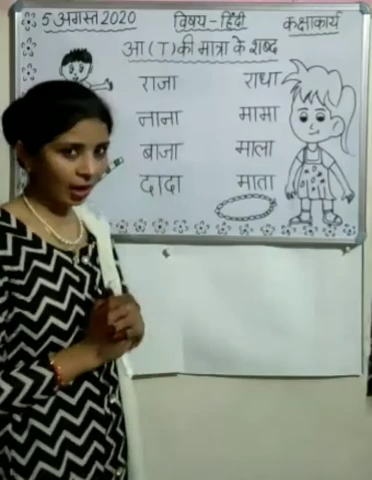 5 अगस्त 2020 विषय - हिंदी कक्षाकार्य
आ (ा) की मात्रा के शब्द
राजा राधा
नाना मामा
बाजा माला
दादा माता